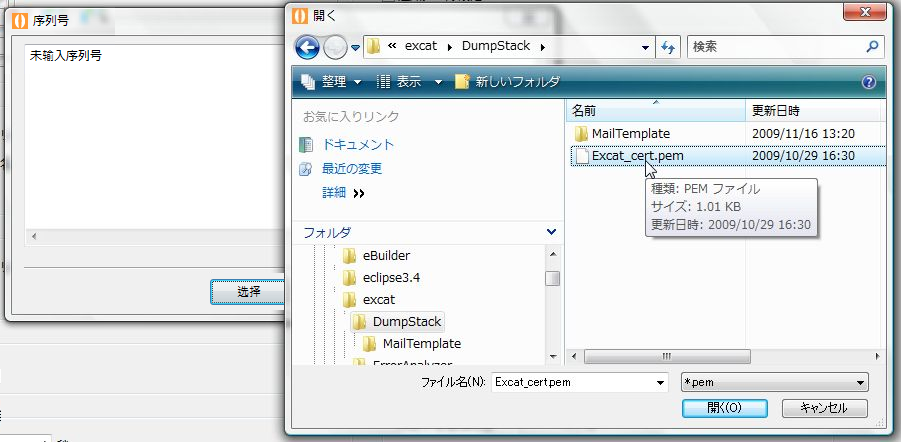 序列号
未输入序列号
选择
開く
« excat ▸ DumpStack ▸
検索
整理
表示
新しいフォルダ
お気に入りリンク
ドキュメント
最近の変更
詳細 »
フォルダ
eBuilder
eclipse3.4
excat
DumpStack
MailTemplate
ErrorAnalyzer
名前 更新日時
MailTemplate 2009/11/16 13:20
Excat_cert.pem 2009/10/29 16:30
種類: PEM ファイル
サイズ: 1.01 KB
更新日時: 2009/10/29 16:30
ファイル名(N): Excat_cert.pem
*.pem
開く(O)
キャンセル